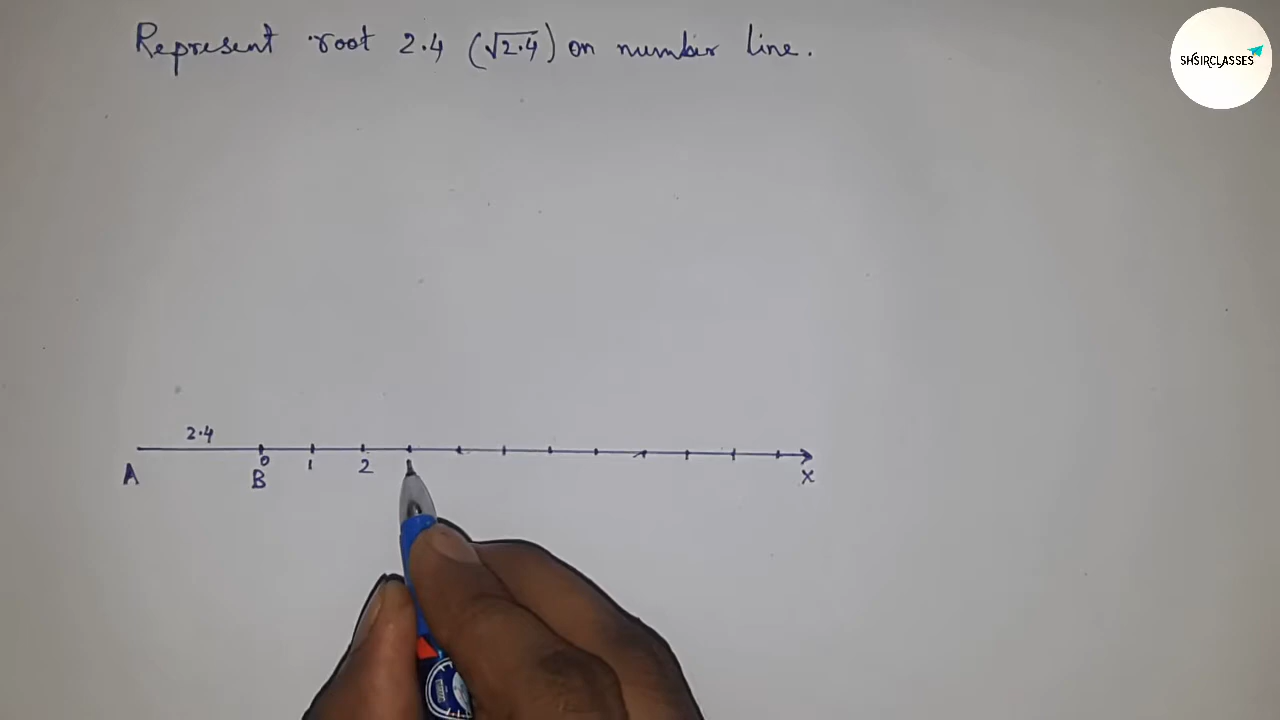 Represent root 2.4 (√2.4) on number line.
SHSIRCLASSES
2.4
0 1 2
A B X